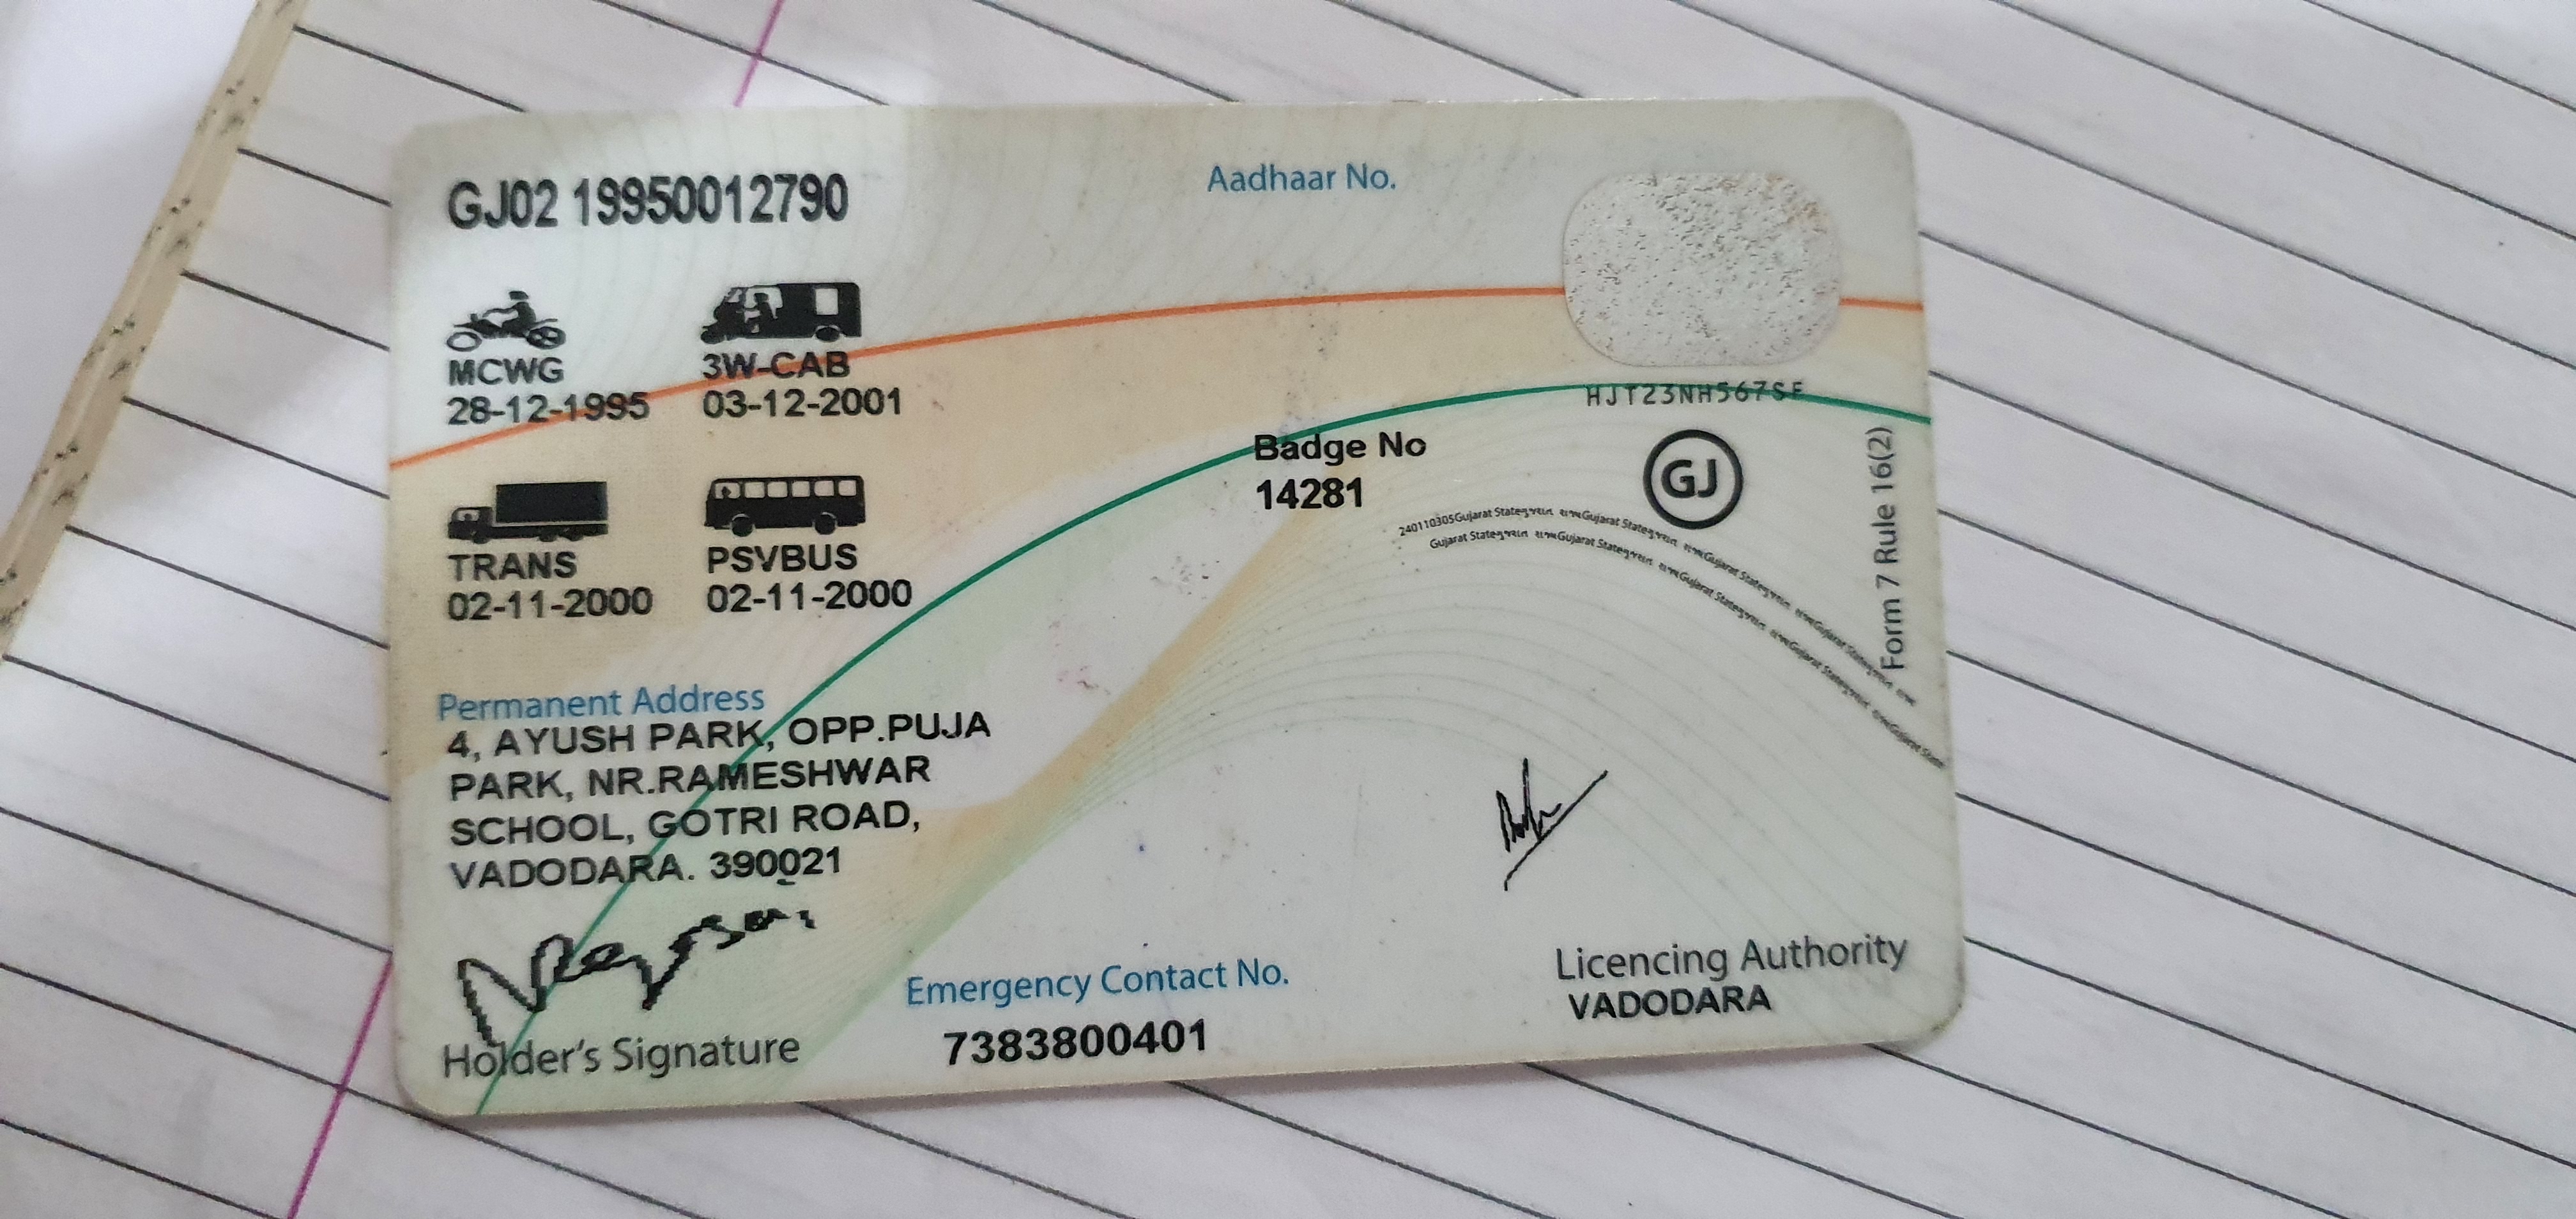 GJ02 19950012790
Aadhaar No.
MCWG
28-12-1995
3W-CAB
03-12-2001
HJT23NH567SF
Badge No
14281
GJ
Form 7 Rule 16(2)
TRANS
02-11-2000
PSVBUS
02-11-2000
Permanent Address
4, AYUSH PARK, OPP.PUJA
PARK, NR.RAMESHWAR
SCHOOL, GOTRI ROAD,
VADODARA. 390021
Holder's Signature
Emergency Contact No.
7383800401
Licencing Authority
VADODARA